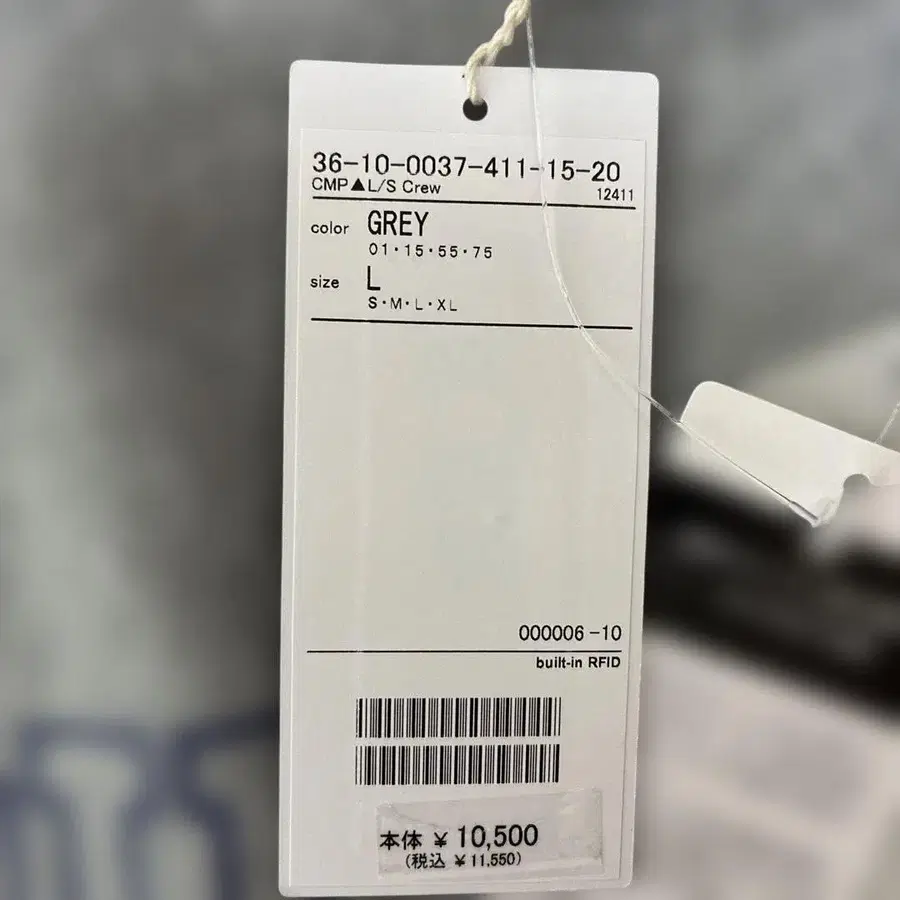 36-10-0037-411-15-20
CMP▲L/S Crew
12411
color GREY
01・15・55・75
size L
S・M・L・XL
000006-10
built-in RFID
本体 ¥10,500
(税込 ¥11,550)